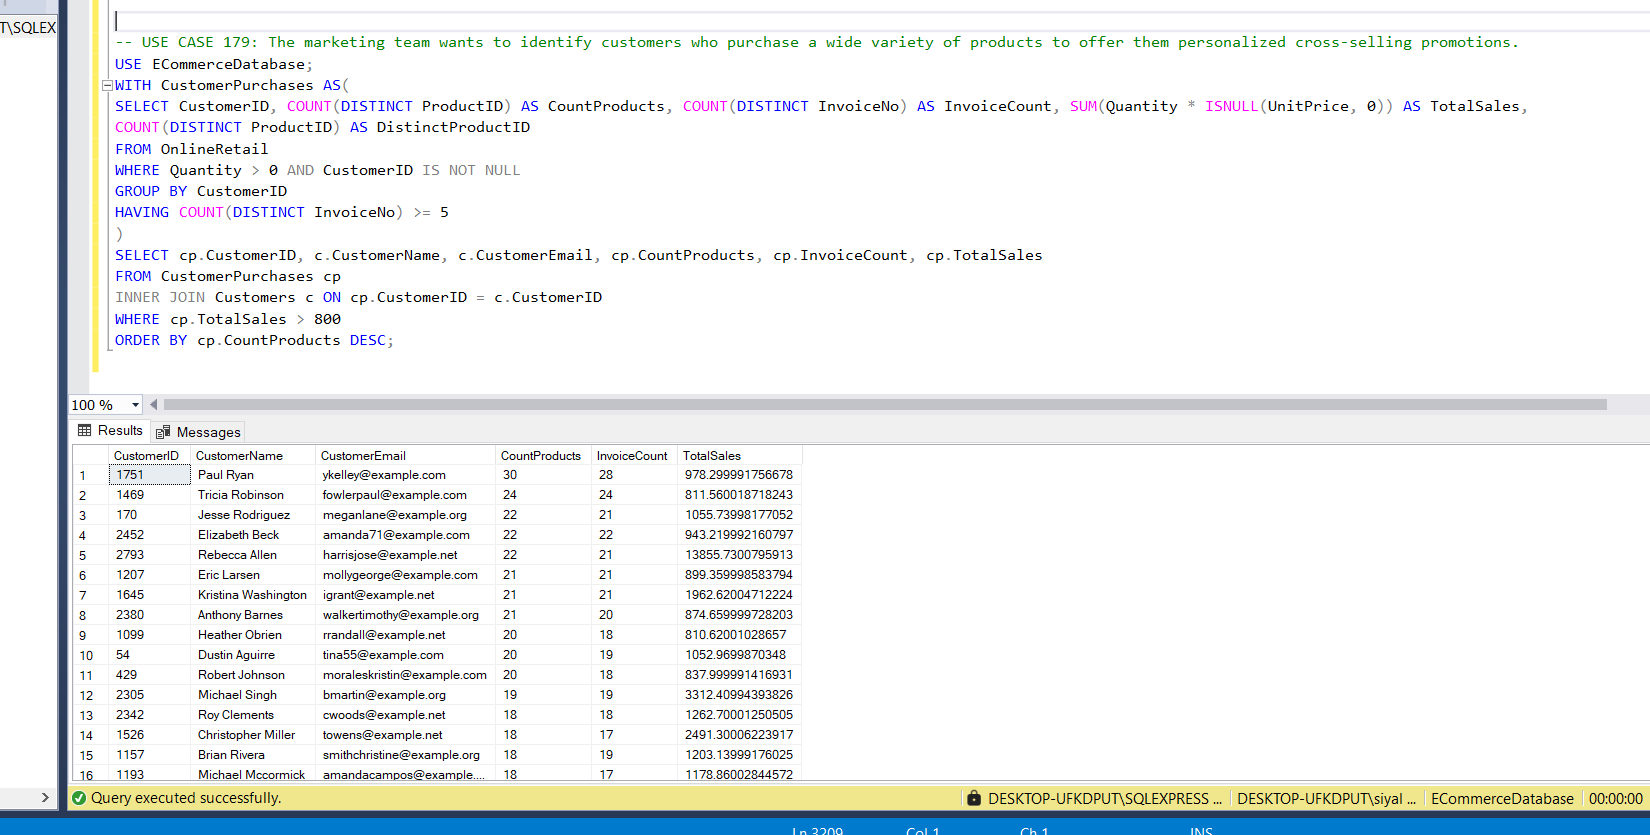 T\SQLEX
-- USE CASE 179: The marketing team wants to identify customers who purchase a wide variety of products to offer them personalized cross-selling promotions.
USE ECommerceDatabase;
WITH CustomerPurchases AS(
SELECT CustomerID, COUNT(DISTINCT ProductID) AS CountProducts, COUNT(DISTINCT InvoiceNo) AS InvoiceCount, SUM(Quantity * ISNULL(UnitPrice, 0)) AS TotalSales,
COUNT(DISTINCT ProductID) AS DistinctProductID
FROM OnlineRetail
WHERE Quantity > 0 AND CustomerID IS NOT NULL
GROUP BY CustomerID
HAVING COUNT(DISTINCT InvoiceNo) >= 5
)
SELECT cp.CustomerID, c.CustomerName, c.CustomerEmail, cp.CountProducts, cp.InvoiceCount, cp.TotalSales
FROM CustomerPurchases cp
INNER JOIN Customers c ON cp.CustomerID = c.CustomerID
WHERE cp.TotalSales > 800
ORDER BY cp.CountProducts DESC;
100 %
Results Messages
CustomerID CustomerName CustomerEmail CountProducts InvoiceCount TotalSales
1 1751 Paul Ryan ykelley@example.com 30 28 978.299991756678
2 1469 Tricia Robinson fowlerpaul@example.com 24 24 811.560018718243
3 170 Jesse Rodriguez meganlane@example.org 22 21 1055.73998177052
4 2452 Elizabeth Beck amanda71@example.com 22 22 943.219992160797
5 2793 Rebecca Allen harrisjose@example.net 22 21 13855.7300795913
6 1207 Eric Larsen mollygeorge@example.com 21 21 899.359998583794
7 1645 Kristina Washington igrant@example.net 21 21 1962.62004712224
8 2380 Anthony Barnes walkertimothy@example.org 21 20 874.659999728203
9 1099 Heather Obrien rrandall@example.net 20 18 810.62001028657
10 54 Dustin Aguirre tina55@example.com 20 19 1052.9699870348
11 429 Robert Johnson moraleskristin@example.com 20 18 837.999991416931
12 2305 Michael Singh bmartin@example.org 19 19 3312.40994393826
13 2342 Roy Clements cwoods@example.net 18 18 1262.70001250505
14 1526 Christopher Miller towens@example.net 18 17 2491.30006223917
15 1157 Brian Rivera smithchristine@example.org 18 19 1203.13999176025
16 1193 Michael Mccormick amandacampos@example.... 18 17 1178.86002844572
Query executed successfully. DESKTOP-UFKDPUT\SQLEXPRESS ... DESKTOP-UFKDPUT\siyal ... ECommerceDatabase 00:00:00
Ln 3209 Col 1 Ch 1 INS